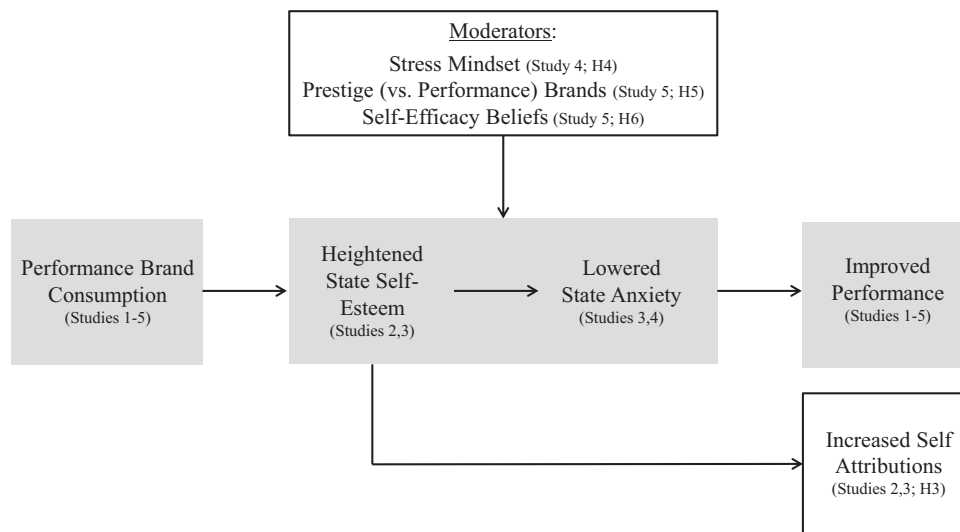 Moderators:
Stress Mindset (Study 4; H4)
Prestige (vs. Performance) Brands (Study 5; H5)
Self-Efficacy Beliefs (Study 5; H6)
Performance Brand
Consumption
(Studies 1-5)
Heightened
State Self-
Esteem
(Studies 2,3)
Lowered
State Anxiety
(Studies 3,4)
Improved
Performance
(Studies 1-5)
Increased Self
Attributions
(Studies 2,3; H3)